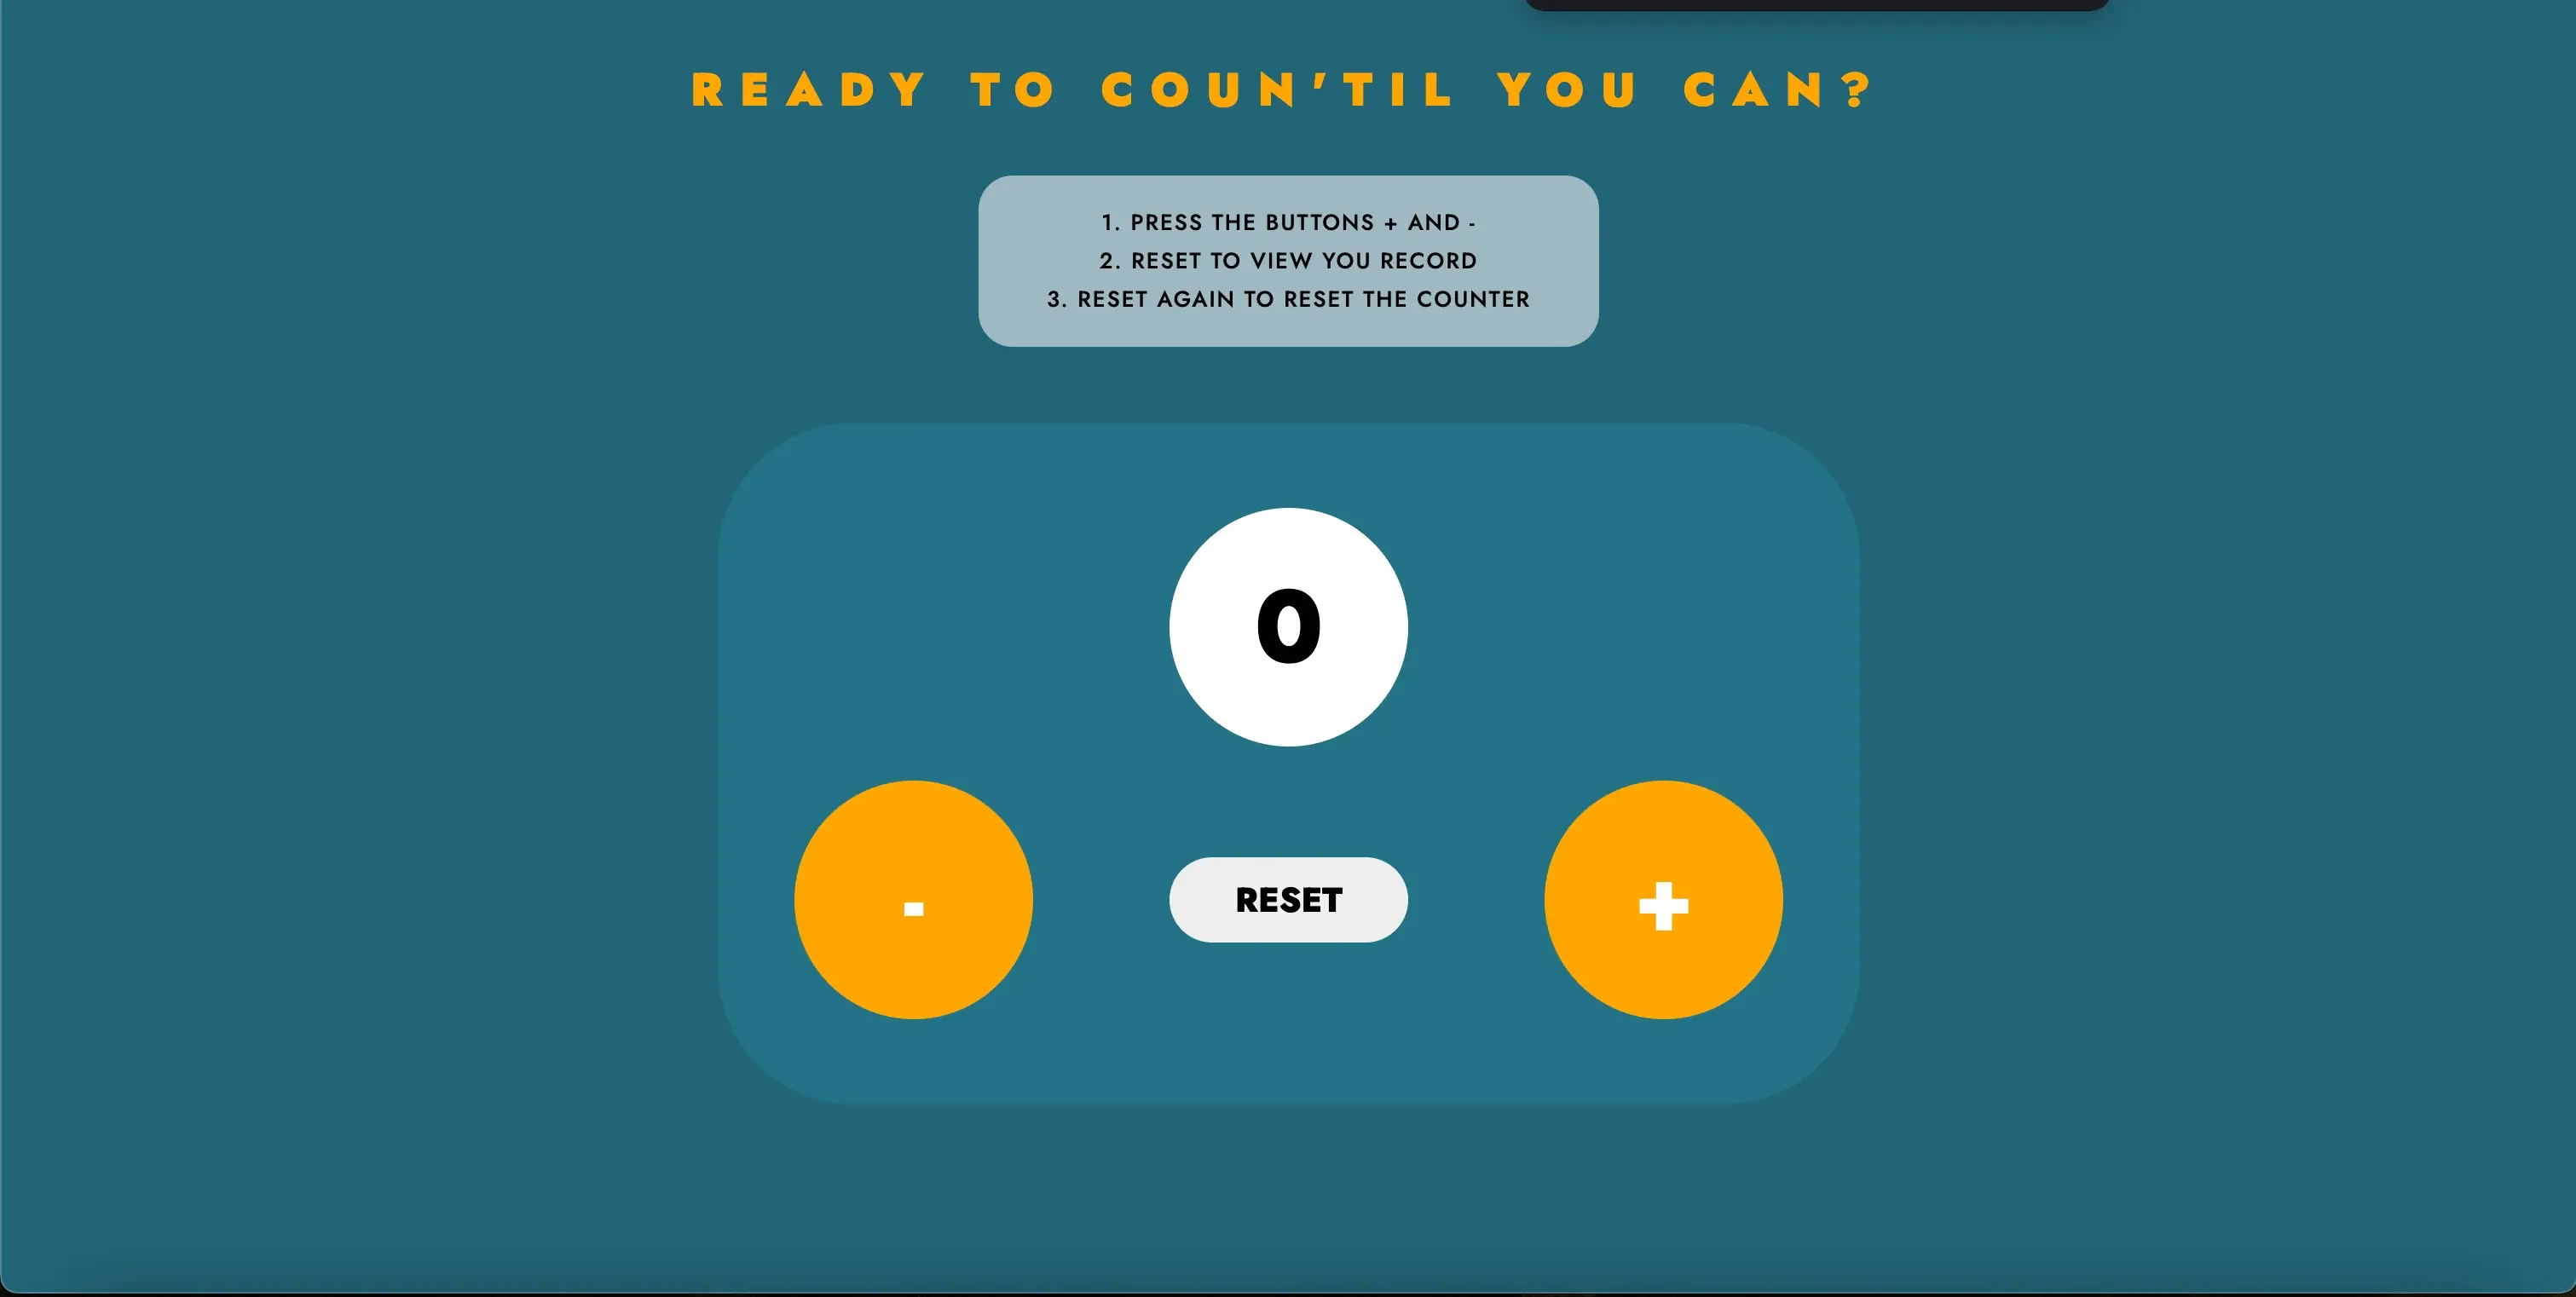 READY TO COUN'TIL YOU CAN?
1. PRESS THE BUTTONS + AND -
2. RESET TO VIEW YOU RECORD
3. RESET AGAIN TO RESET THE COUNTER
0
- RESET +